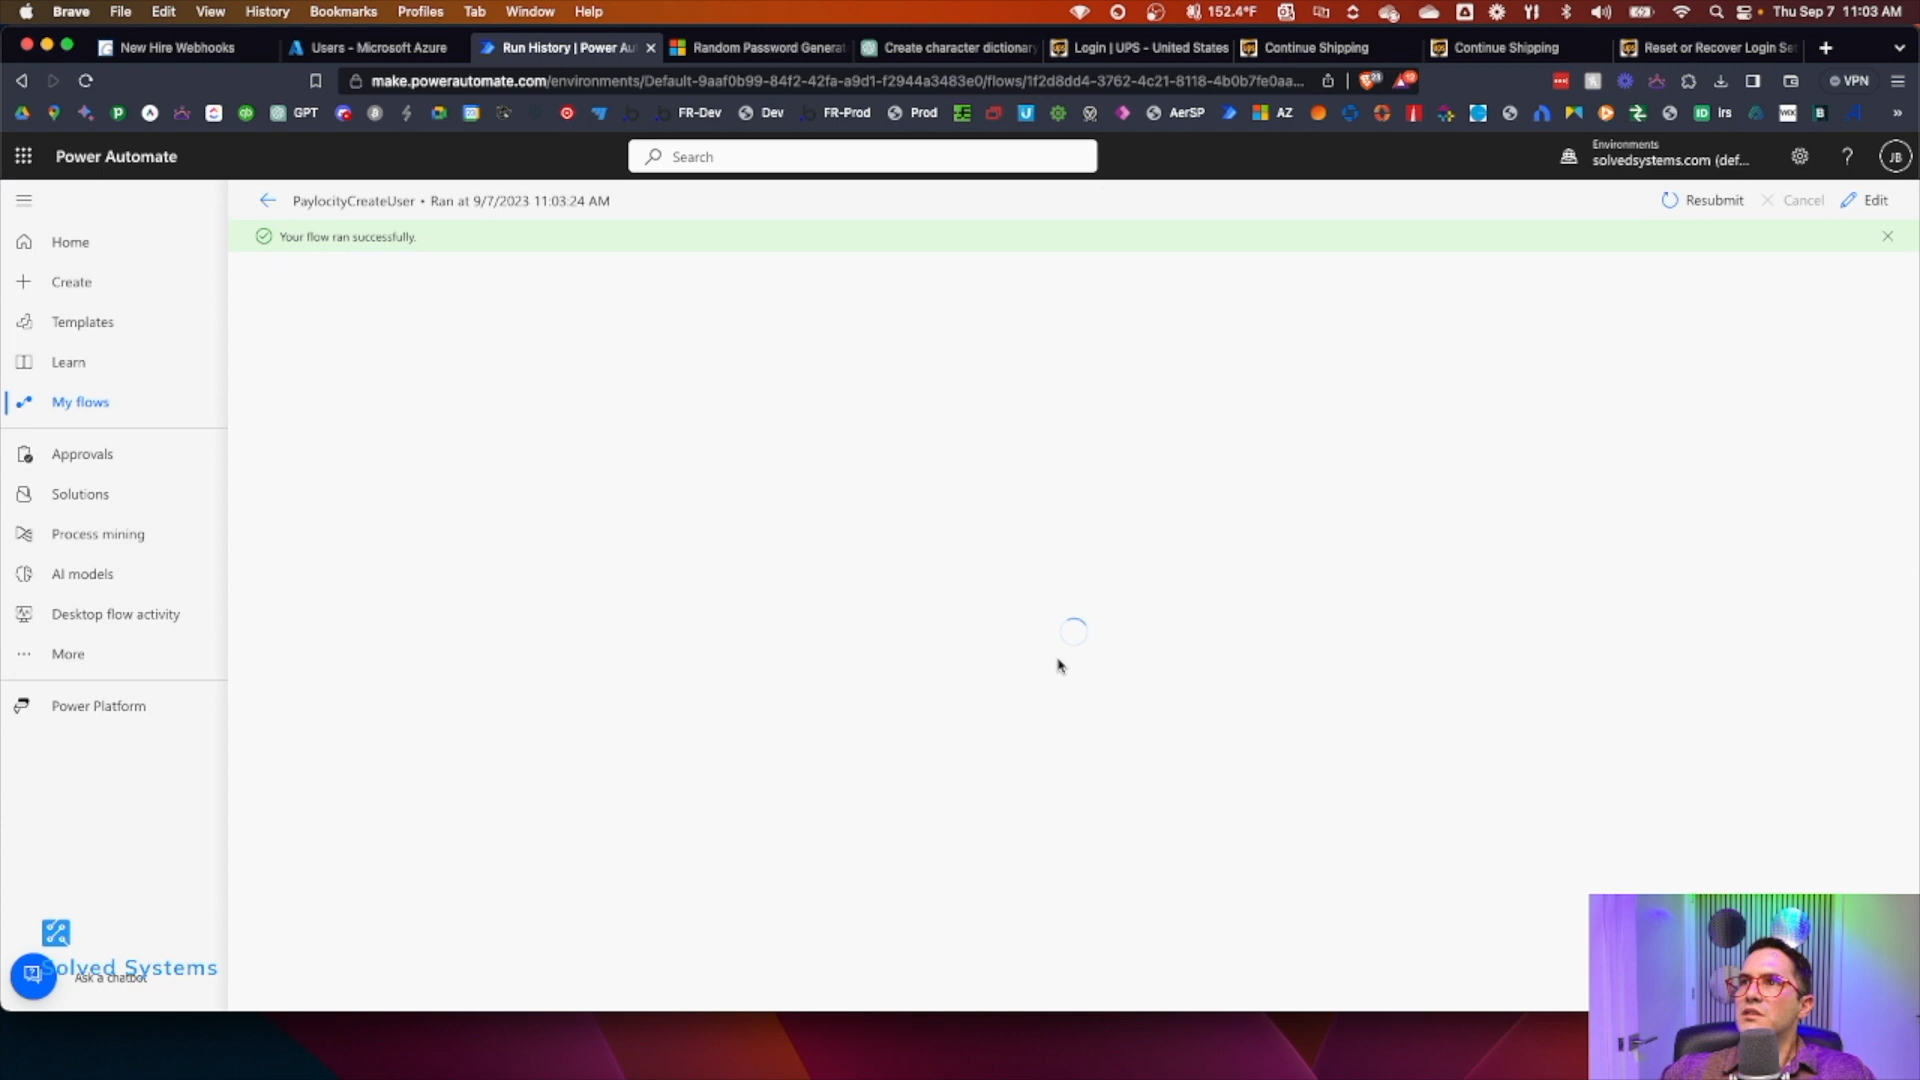 Brave File Edit View History Bookmarks Profiles Tab Window Help 152.4°F Thu Sep 7 11:03 AM
New Hire Webhooks Users - Microsoft Azure Run History | Power Au Random Password Generat Create character dictionary Login | UPS - United States Continue Shipping Continue Shipping Reset or Recover Login Se
make.powerautomate.com/environments/Default-9aaf0b99-84f2-42fa-a9d1-f2944a3483e0/flows/1f2d8dd4-3762-4c21-8118-4b0b7fe0aa... VPN
GPT FR-Dev Dev FR-Prod Prod AerSP AZ Irs
Power Automate Search Environments
solvedsystems.com (def... JB
PaylocityCreateUser • Ran at 9/7/2023 11:03:24 AM Resubmit Cancel Edit
Your flow ran successfully.
Home
Create
Templates
Learn
My flows
Approvals
Solutions
Process mining
AI models
Desktop flow activity
More
Power Platform
Solved Systems
Ask a chatbot